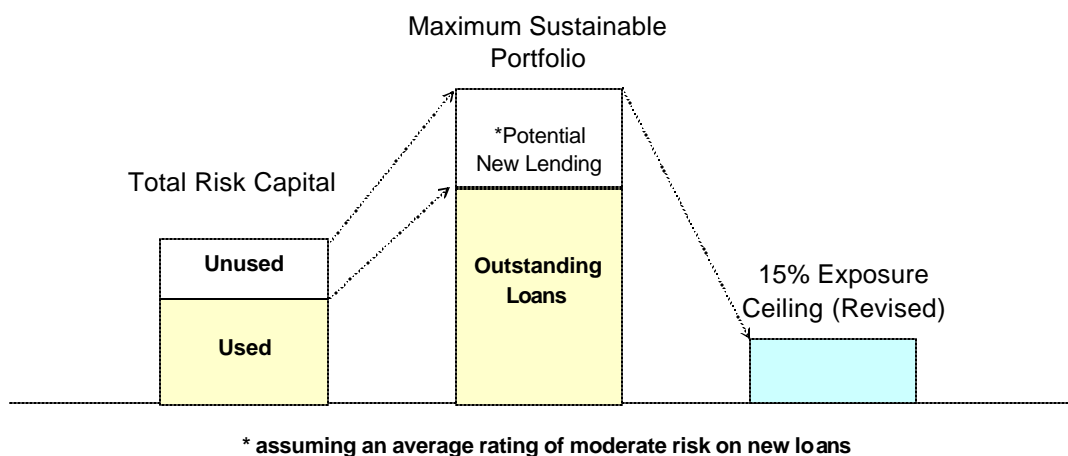 Maximum Sustainable
Portfolio
*Potential
New Lending
Total Risk Capital
Unused
Outstanding
Loans
15% Exposure
Ceiling (Revised)
Used
* assuming an average rating of moderate risk on new loans